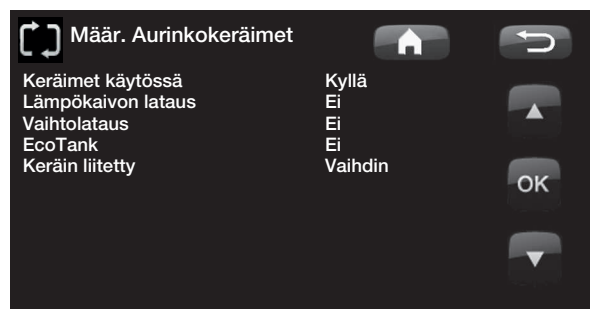 Määr. Aurinkokeräimet
Keräimet käytössä Kyllä
Lämpökaivon lataus Ei
Vaihtolataus Ei
EcoTank Ei
Keräin liitetty Vaihdin
OK